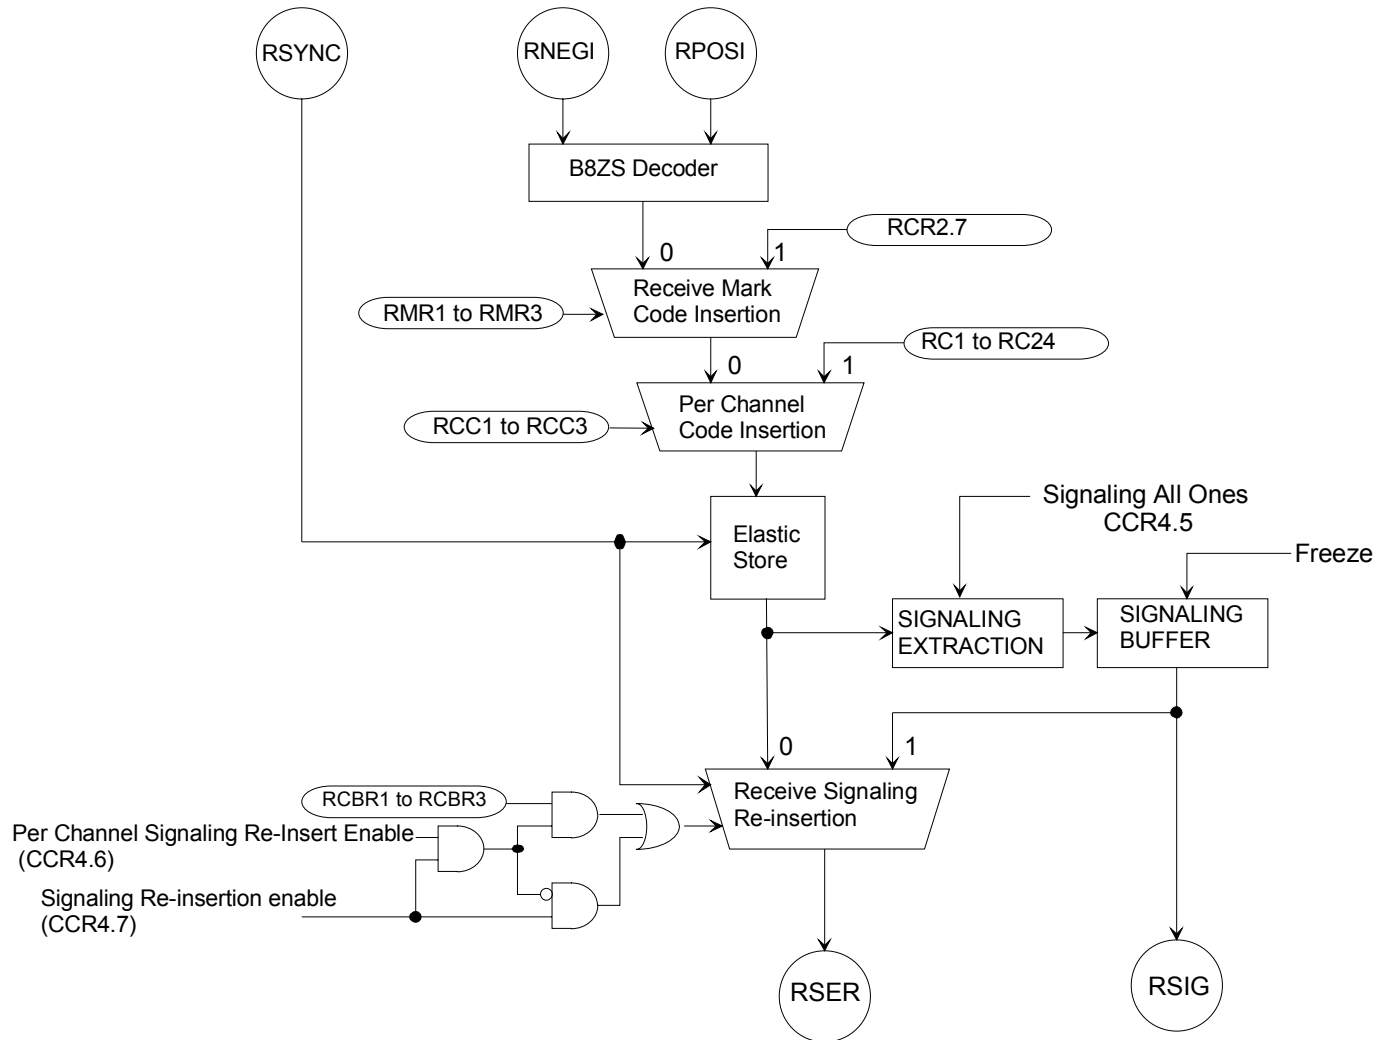 RSYNC
RNEGI
RPOSI
B8ZS Decoder
RCR2.7
0
1
Receive Mark
Code Insertion
RMR1 to RMR3
RC1 to RC24
0
1
Per Channel
Code Insertion
RCC1 to RCC3
Signaling All Ones
CCR4.5
Elastic
Store
Freeze
SIGNALING
EXTRACTION
SIGNALING
BUFFER
0
1
Receive Signaling
Re-insertion
RCBR1 to RCBR3
Per Channel Signaling Re-Insert Enable
(CCR4.6)
Signaling Re-insertion enable
(CCR4.7)
RSER
RSIG